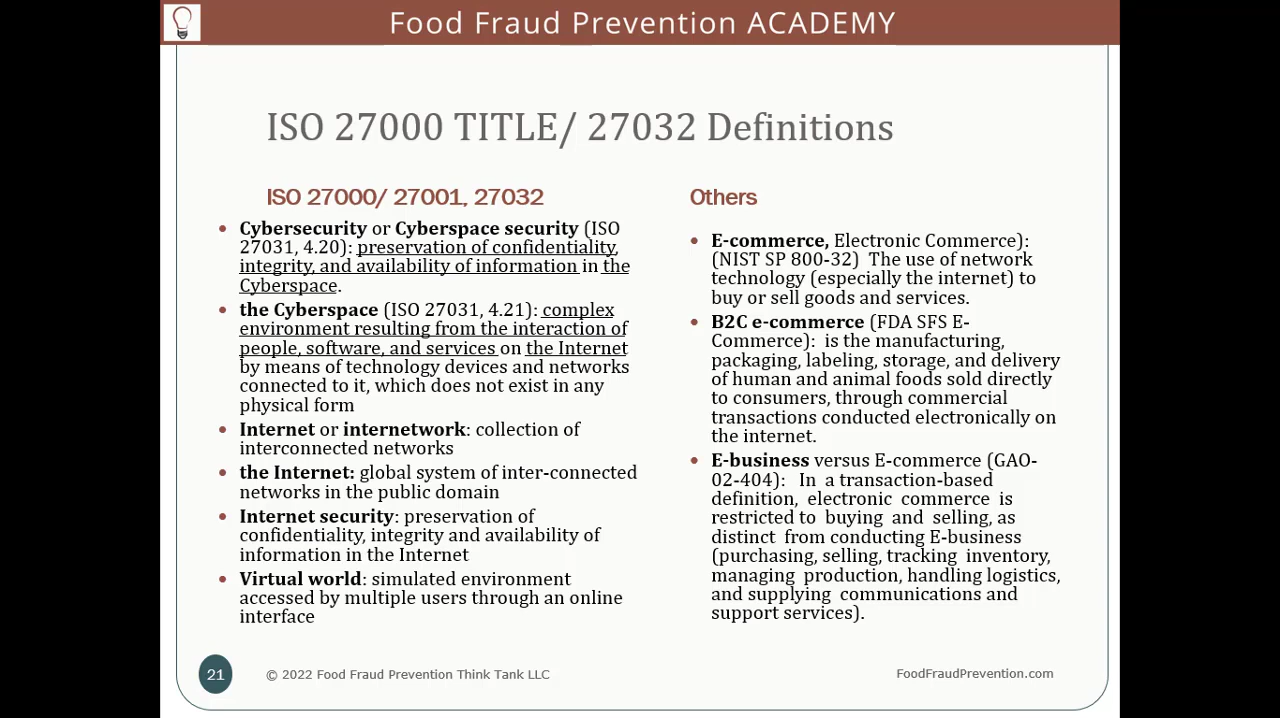 Food Fraud Prevention ACADEMY
ISO 27000 TITLE/ 27032 Definitions
ISO 27000/ 27001, 27032
• Cybersecurity or Cyberspace security (ISO
27031, 4.20): preservation of confidentiality,
integrity, and availability of information in the
Cyberspace.
• the Cyberspace (ISO 27031, 4.21): complex
environment resulting from the interaction of
people, software, and services on the Internet
by means of technology devices and networks
connected to it, which does not exist in any
physical form
• Internet or internetwork: collection of
interconnected networks
• the Internet: global system of inter-connected
networks in the public domain
• Internet security: preservation of
confidentiality, integrity and availability of
information in the Internet
• Virtual world: simulated environment
accessed by multiple users through an online
interface
Others
• E-commerce, Electronic Commerce):
(NIST SP 800-32) The use of network
technology (especially the internet) to
buy or sell goods and services.
• B2C e-commerce (FDA SFS E-
Commerce): is the manufacturing,
packaging, labeling, storage, and delivery
of human and animal foods sold directly
to consumers, through commercial
transactions conducted electronically on
the internet.
• E-business versus E-commerce (GAO-
02-404): In a transaction-based
definition, electronic commerce is
restricted to buying and selling, as
distinct from conducting E-business
(purchasing, selling, tracking inventory,
managing production, handling logistics,
and supplying communications and
support services).
21
© 2022 Food Fraud Prevention Think Tank LLC
FoodFraudPrevention.com